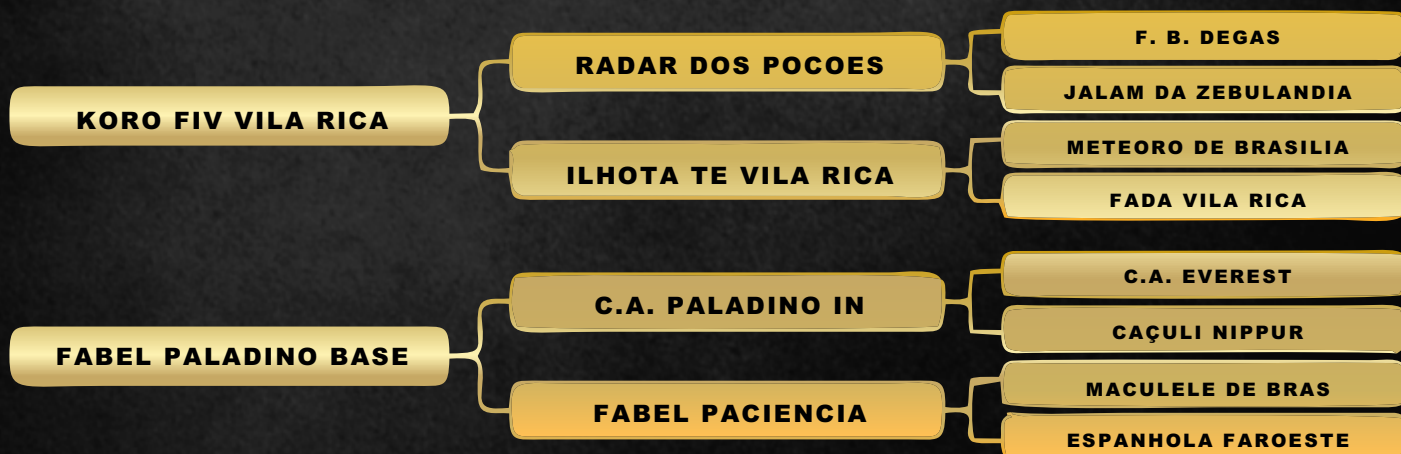 KORO FIV VILA RICA
RADAR DOS POCOES
F. B. DEGAS
JALAM DA ZEBULANDIA
ILHOTA TE VILA RICA
METEORO DE BRASILIA
FADA VILA RICA
FABEL PALADINO BASE
C.A. PALADINO IN
C.A. EVEREST
CAÇULI NIPPUR
FABEL PACIENCIA
MACULELE DE BRAS
ESPANHOLA FAROESTE